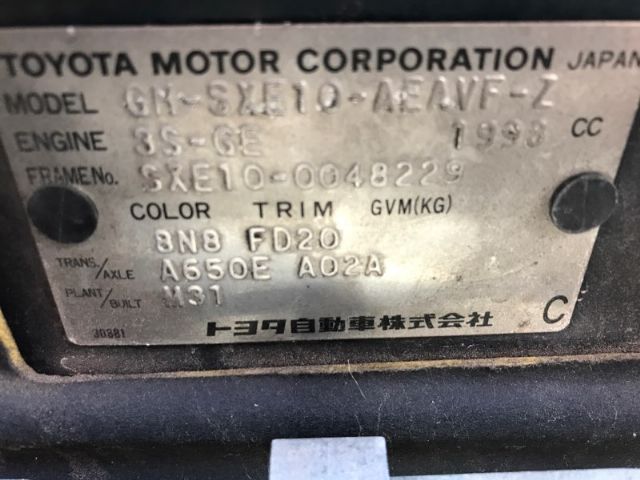 TOYOTA MOTOR CORPORATION JAPAN
MODEL GH-SXE10-AEAVF-Z
ENGINE 3S-GE 1998 CC
FRAME No. SXE10-0048229
COLOR TRIM GVM(KG)
8N8 FD20
TRANS./AXLE A650E A02A
PLANT/BUILT M31
C
30881 トヨタ自動車株式会社